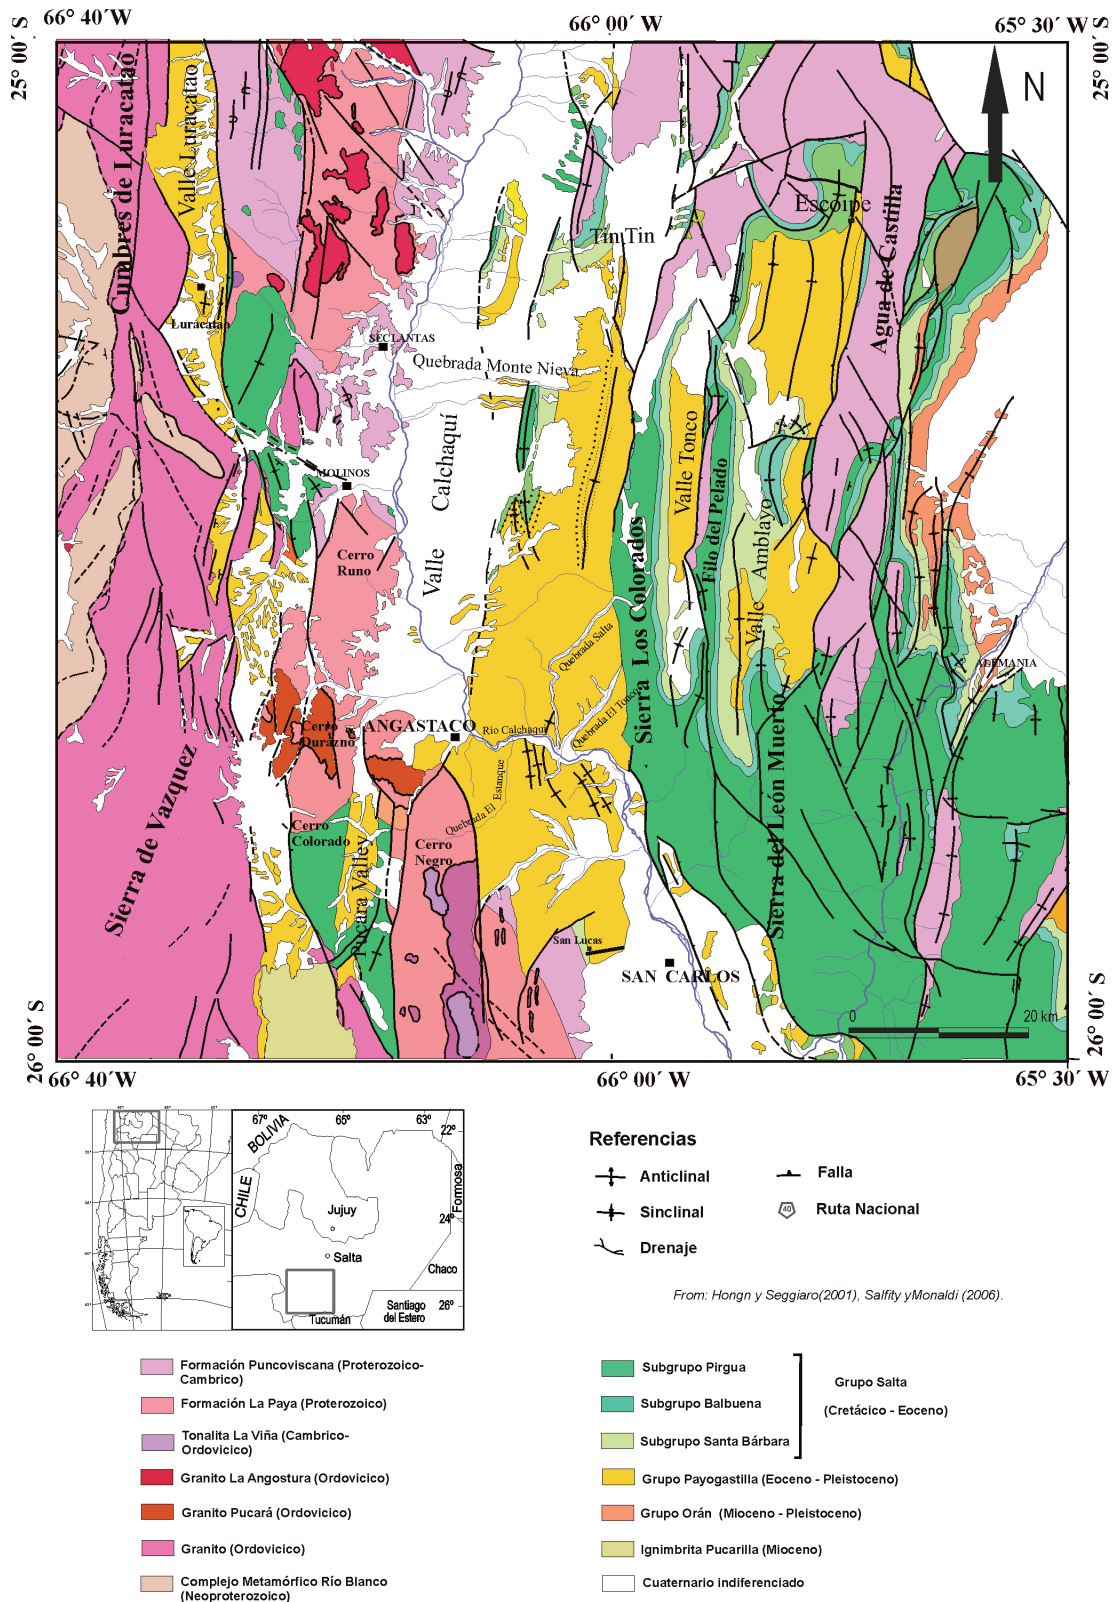 66° 40´ W
66° 00´ W
65° 30´ W
25° 00´ S
25° 00´ S
N
Cumbres de Luracatao
Valle Luracatao
Escoipe
Agua de Castilla
Tin Tin
Luracatao
SECLANTAS
Quebrada Monte Nieva
Valle Calchaquí
Valle Tonco
Filo del Pelado
Valle Amblayo
MOLINOS
Cerro
Runo
Sierra Los Colorados
Quebrada Salta
ALEMANIA
Quebrada El Tonco
Cerro
Durazno
ANGASTACO
Río Calchaquí
Sierra de Vazquez
Quebrada El Estanque
Sierra del León Muerto
Cerro
Colorado
Cerro
Negro
Pucara Valley
San Lucas
SAN CARLOS
0
20 km
26° 00´ S
26° 00´ S
66° 40´W
66° 00´ W
65° 30´ W
67º
65º
63º
22º
BOLIVIA
CHILE
Formosa
Jujuy
24º
Salta
Chaco
26º
Santiago
del Estero
Tucumán
Referencias
Anticlinal
Falla
Sinclinal
40
Ruta Nacional
Drenaje
From: Hongn y Seggiaro(2001), Salfity yMonaldi (2006).
Formación Puncoviscana (Proterozoico-
Cambrico)
Formación La Paya (Proterozoico)
Tonalita La Viña (Cambrico-
Ordovicico)
Granito La Angostura (Ordovicico)
Granito Pucará (Ordovicico)
Granito (Ordovicico)
Complejo Metamórfico Río Blanco
(Neoproterozoico)
Subgrupo Pirgua
Subgrupo Balbuena
Subgrupo Santa Bárbara
Grupo Salta
(Cretácico - Eoceno)
Grupo Payogastilla (Eoceno - Pleistoceno)
Grupo Orán (Mioceno - Pleistoceno)
Ignimbrita Pucarilla (Mioceno)
Cuaternario indiferenciado